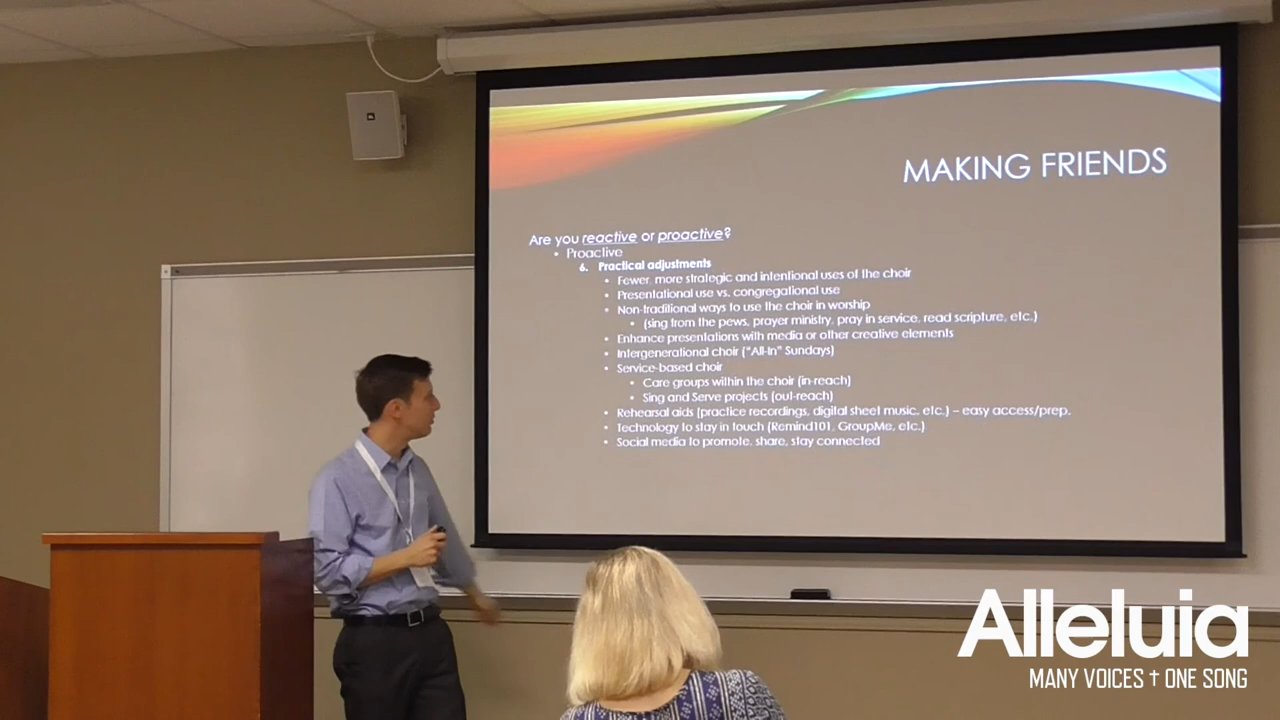 MAKING FRIENDS
Are you reactive or proactive?
• Proactive
6. Practical adjustments
• Fewer, more strategic and intentional uses of the choir
• Presentational use vs. congregational use
• Non-traditional ways to use the choir in worship
• (sing from the pews, prayer ministry, pray in service, read scripture, etc.)
• Enhance presentations with media or other creative elements
• Intergenerational choir ("All-In" Sundays)
• Service-based choir
• Care groups within the choir (in-reach)
• Sing and Serve projects (out-reach)
• Rehearsal aids (practice recordings, digital sheet music, etc.) – easy access/prep.
• Technology to stay in touch (Remind101, GroupMe, etc.)
• Social media to promote, share, stay connected
Alleluia
MANY VOICES † ONE SONG